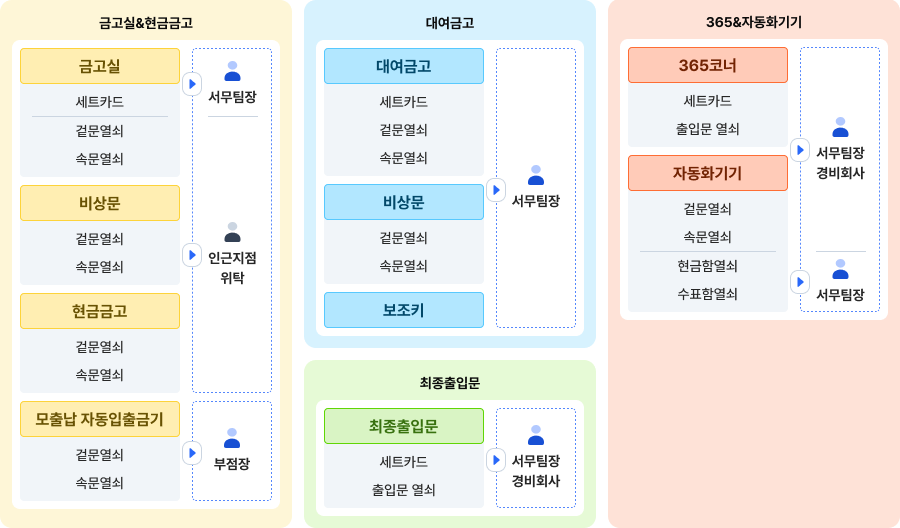 금고실&현금금고
금고실
세트카드
겉문열쇠
속문열쇠
서무팀장
비상문
겉문열쇠
속문열쇠
현금금고
겉문열쇠
속문열쇠
인근지점
위탁
모출납 자동입출금기
겉문열쇠
속문열쇠
부점장
대여금고
대여금고
세트카드
겉문열쇠
속문열쇠
비상문
겉문열쇠
속문열쇠
보조키
서무팀장
최종출입문
최종출입문
세트카드
출입문 열쇠
서무팀장
경비회사
365&자동화기기
365코너
세트카드
출입문 열쇠
자동화기기
겉문열쇠
속문열쇠
서무팀장
경비회사
현금함열쇠
수표함열쇠
서무팀장